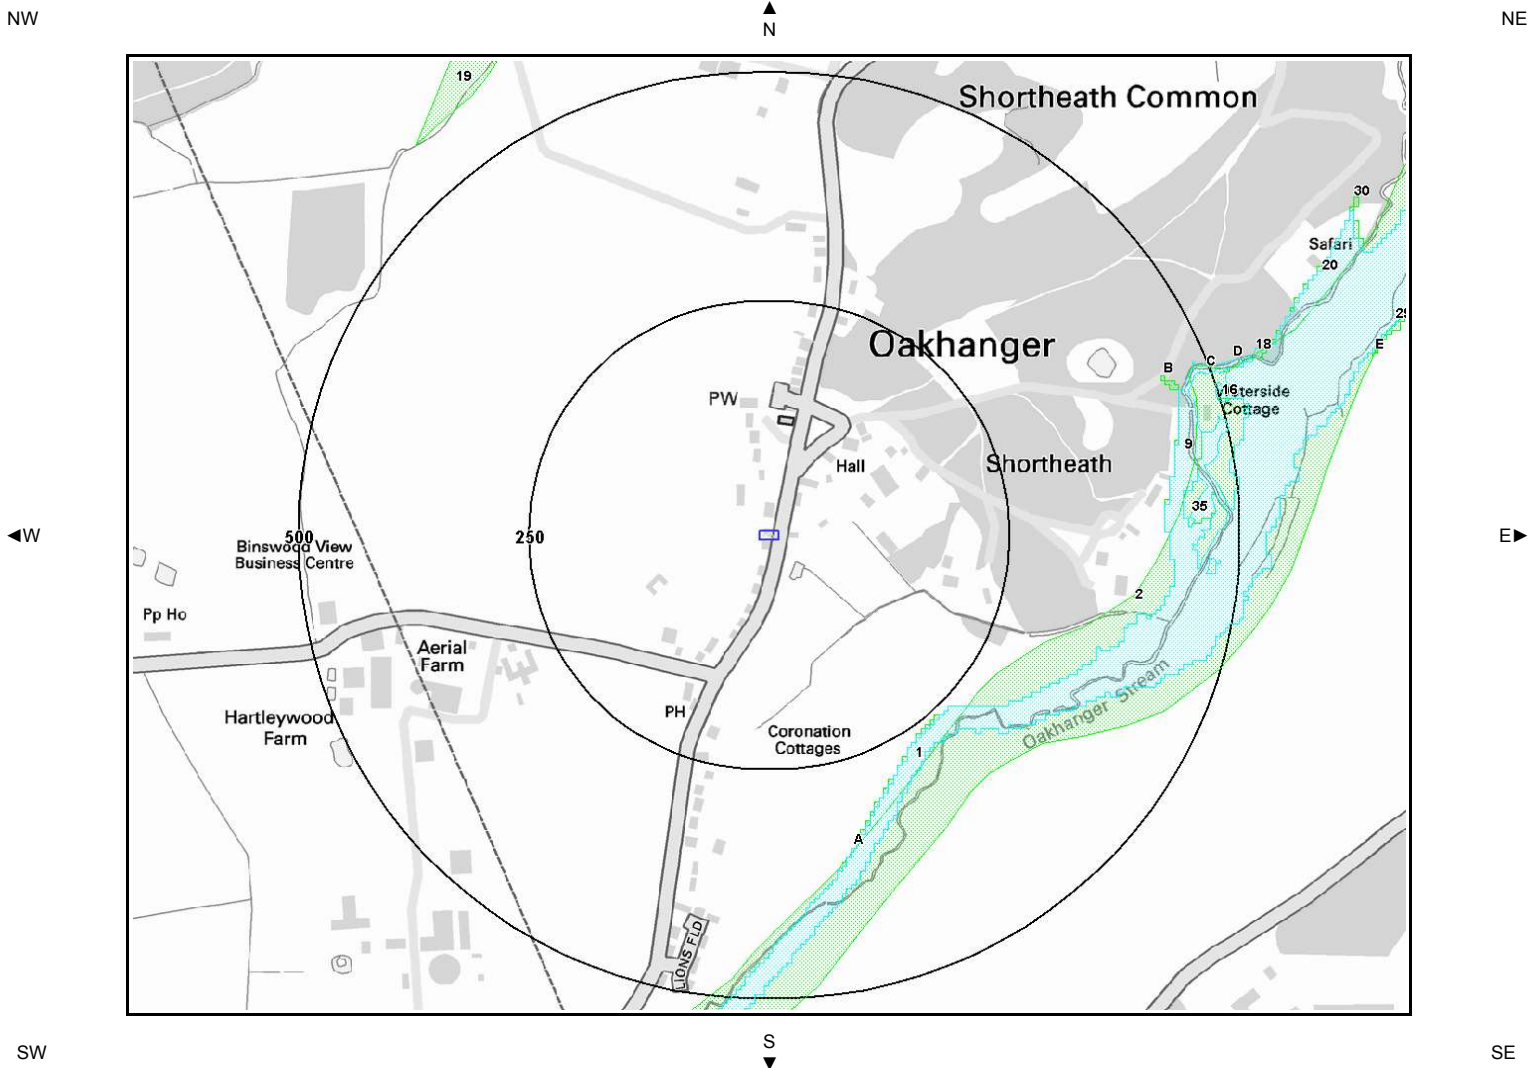 NW
N
NE
19
Shortheath Common
30
Safari
20
29
Oakhanger
18
D
C
E
B
PW
16
Waterside
Cottage
9
Hall
Shortheath
35
W
500
250
E
Binswood View
Business Centre
2
Pp Ho
Aerial
Farm
Oakhanger Stream
Hartleywood
Farm
PH
Coronation
Cottages
1
A
LIONS FLD
SW
S
SE